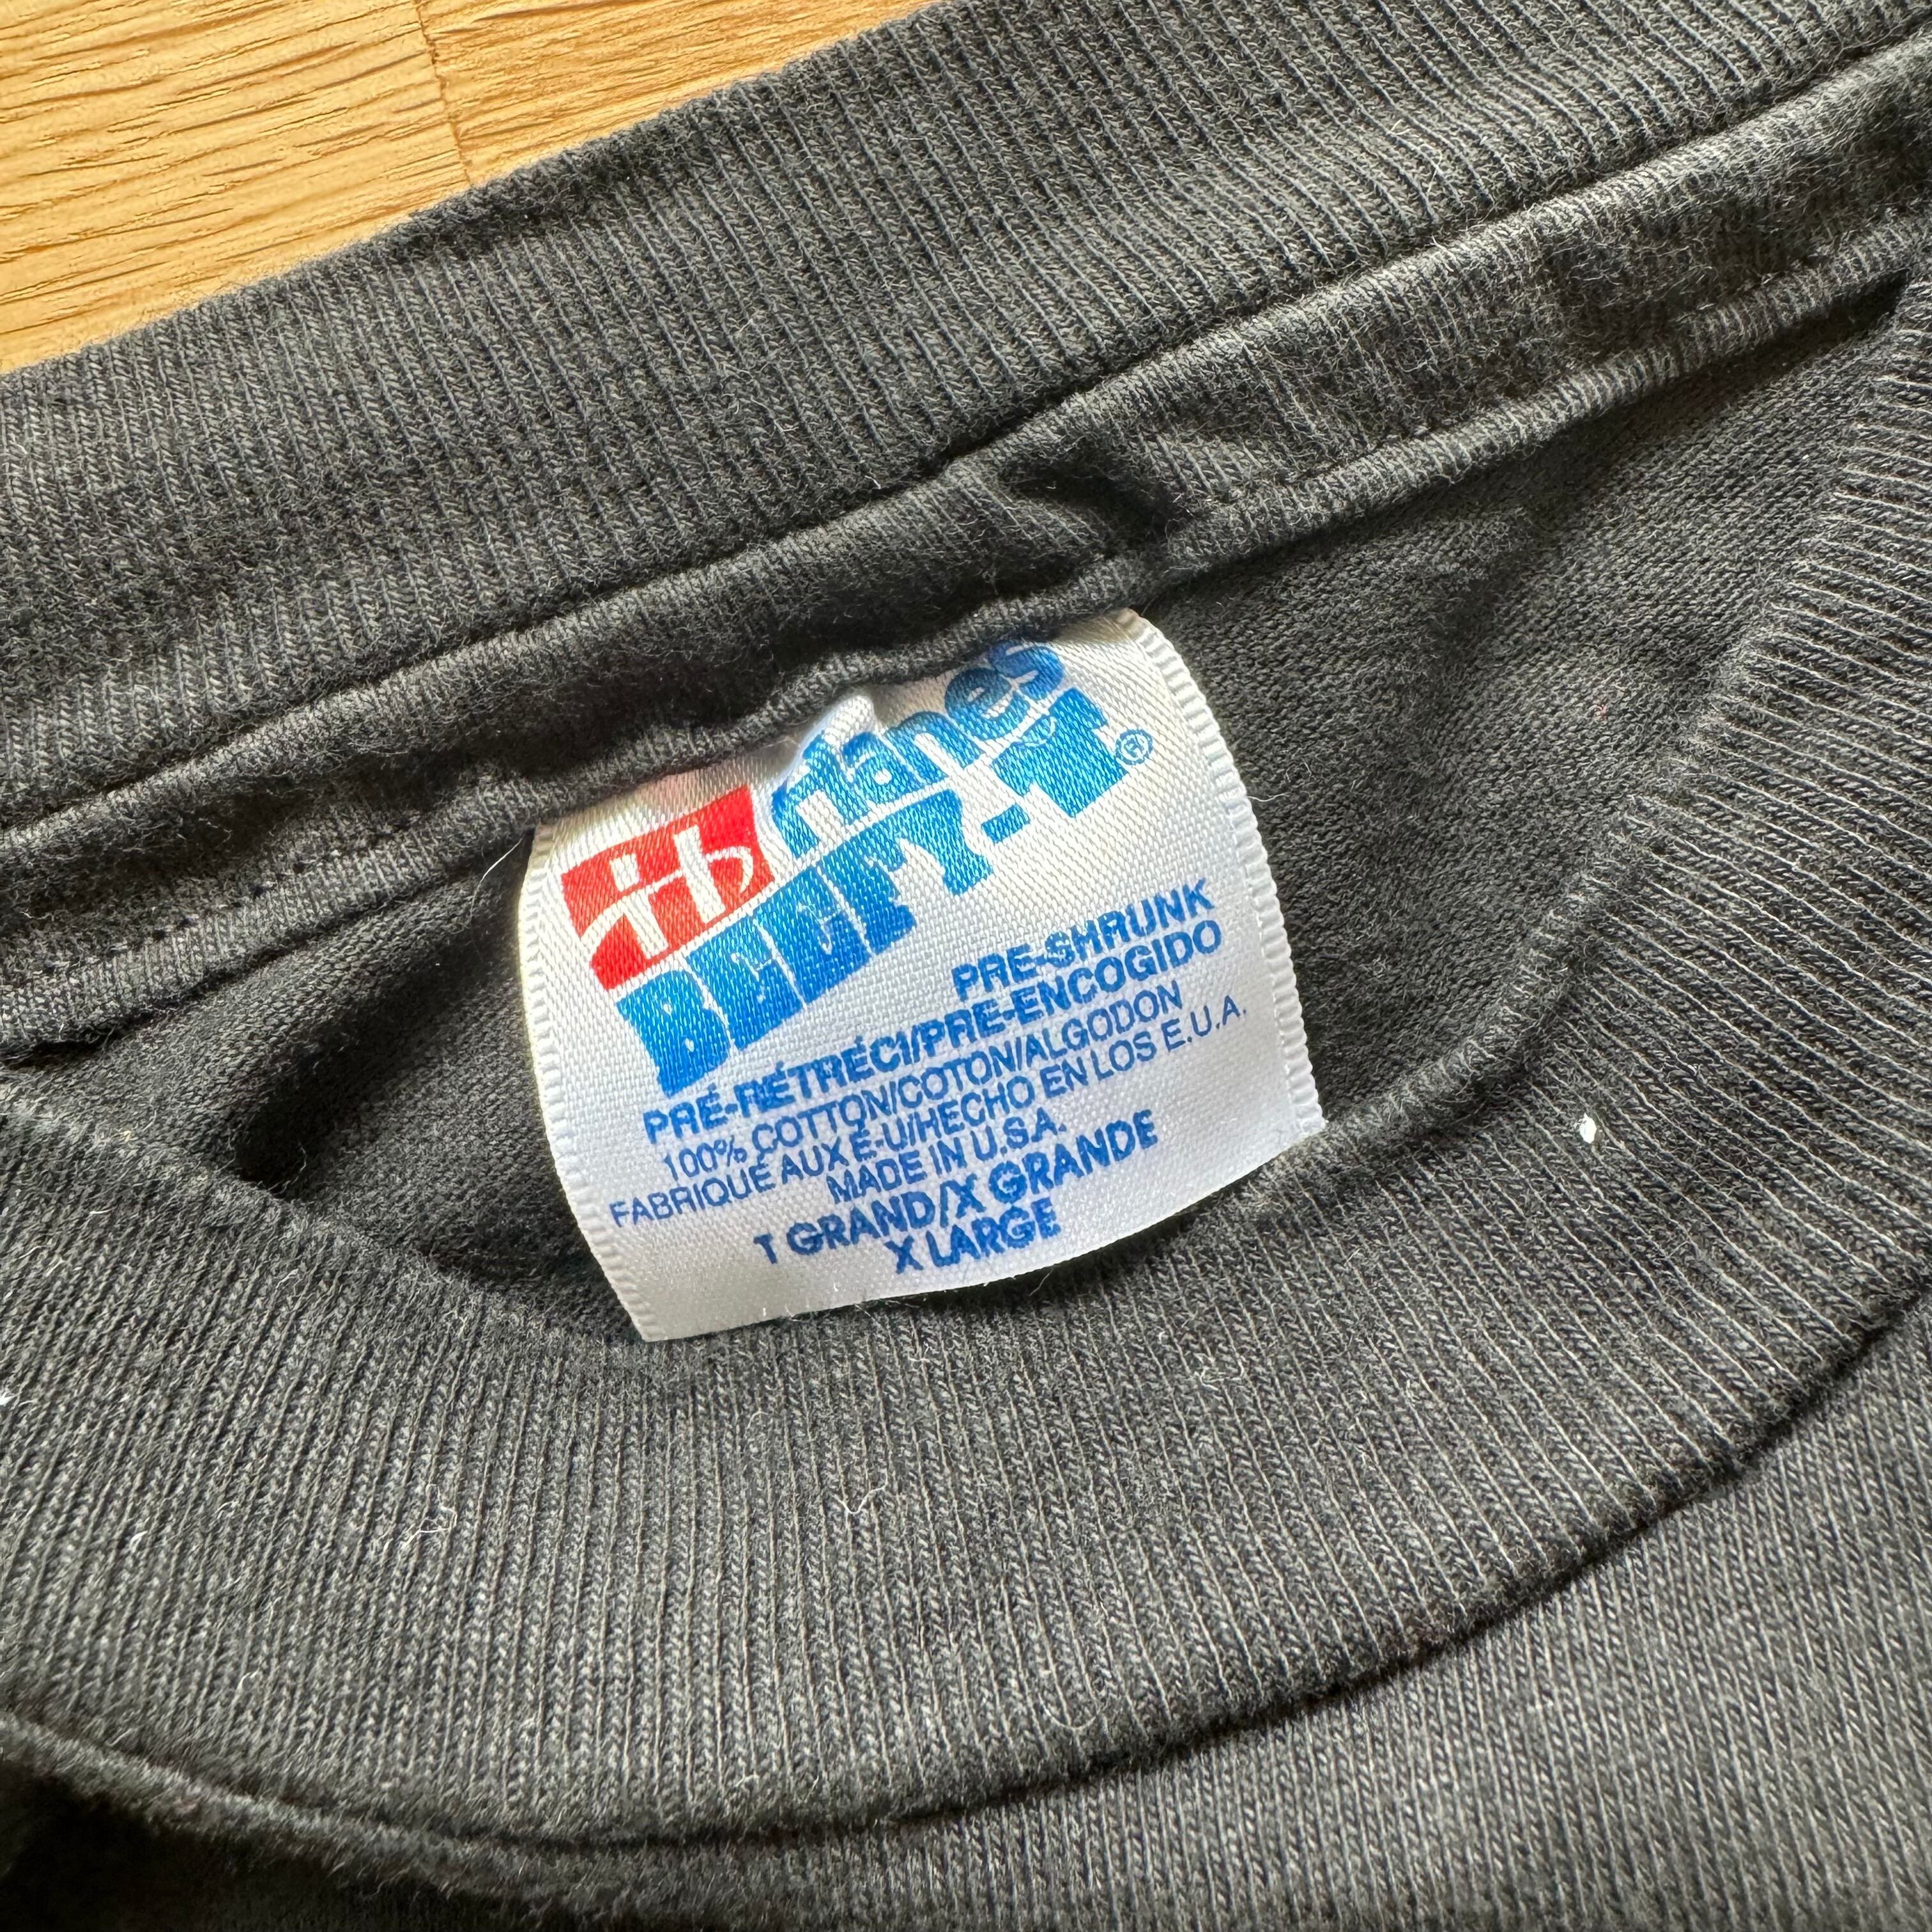 Hanes
BEEFY-T®
PRE-SHRUNK
PRÉ-RÉTRÉCI/PRE-ENCOGIDO
100% COTTON/COTON/ALGODON
FABRIQUÉ AUX É-U/HECHO EN LOS E.U.A.
MADE IN U.S.A.
T GRAND/X GRANDE
X LARGE